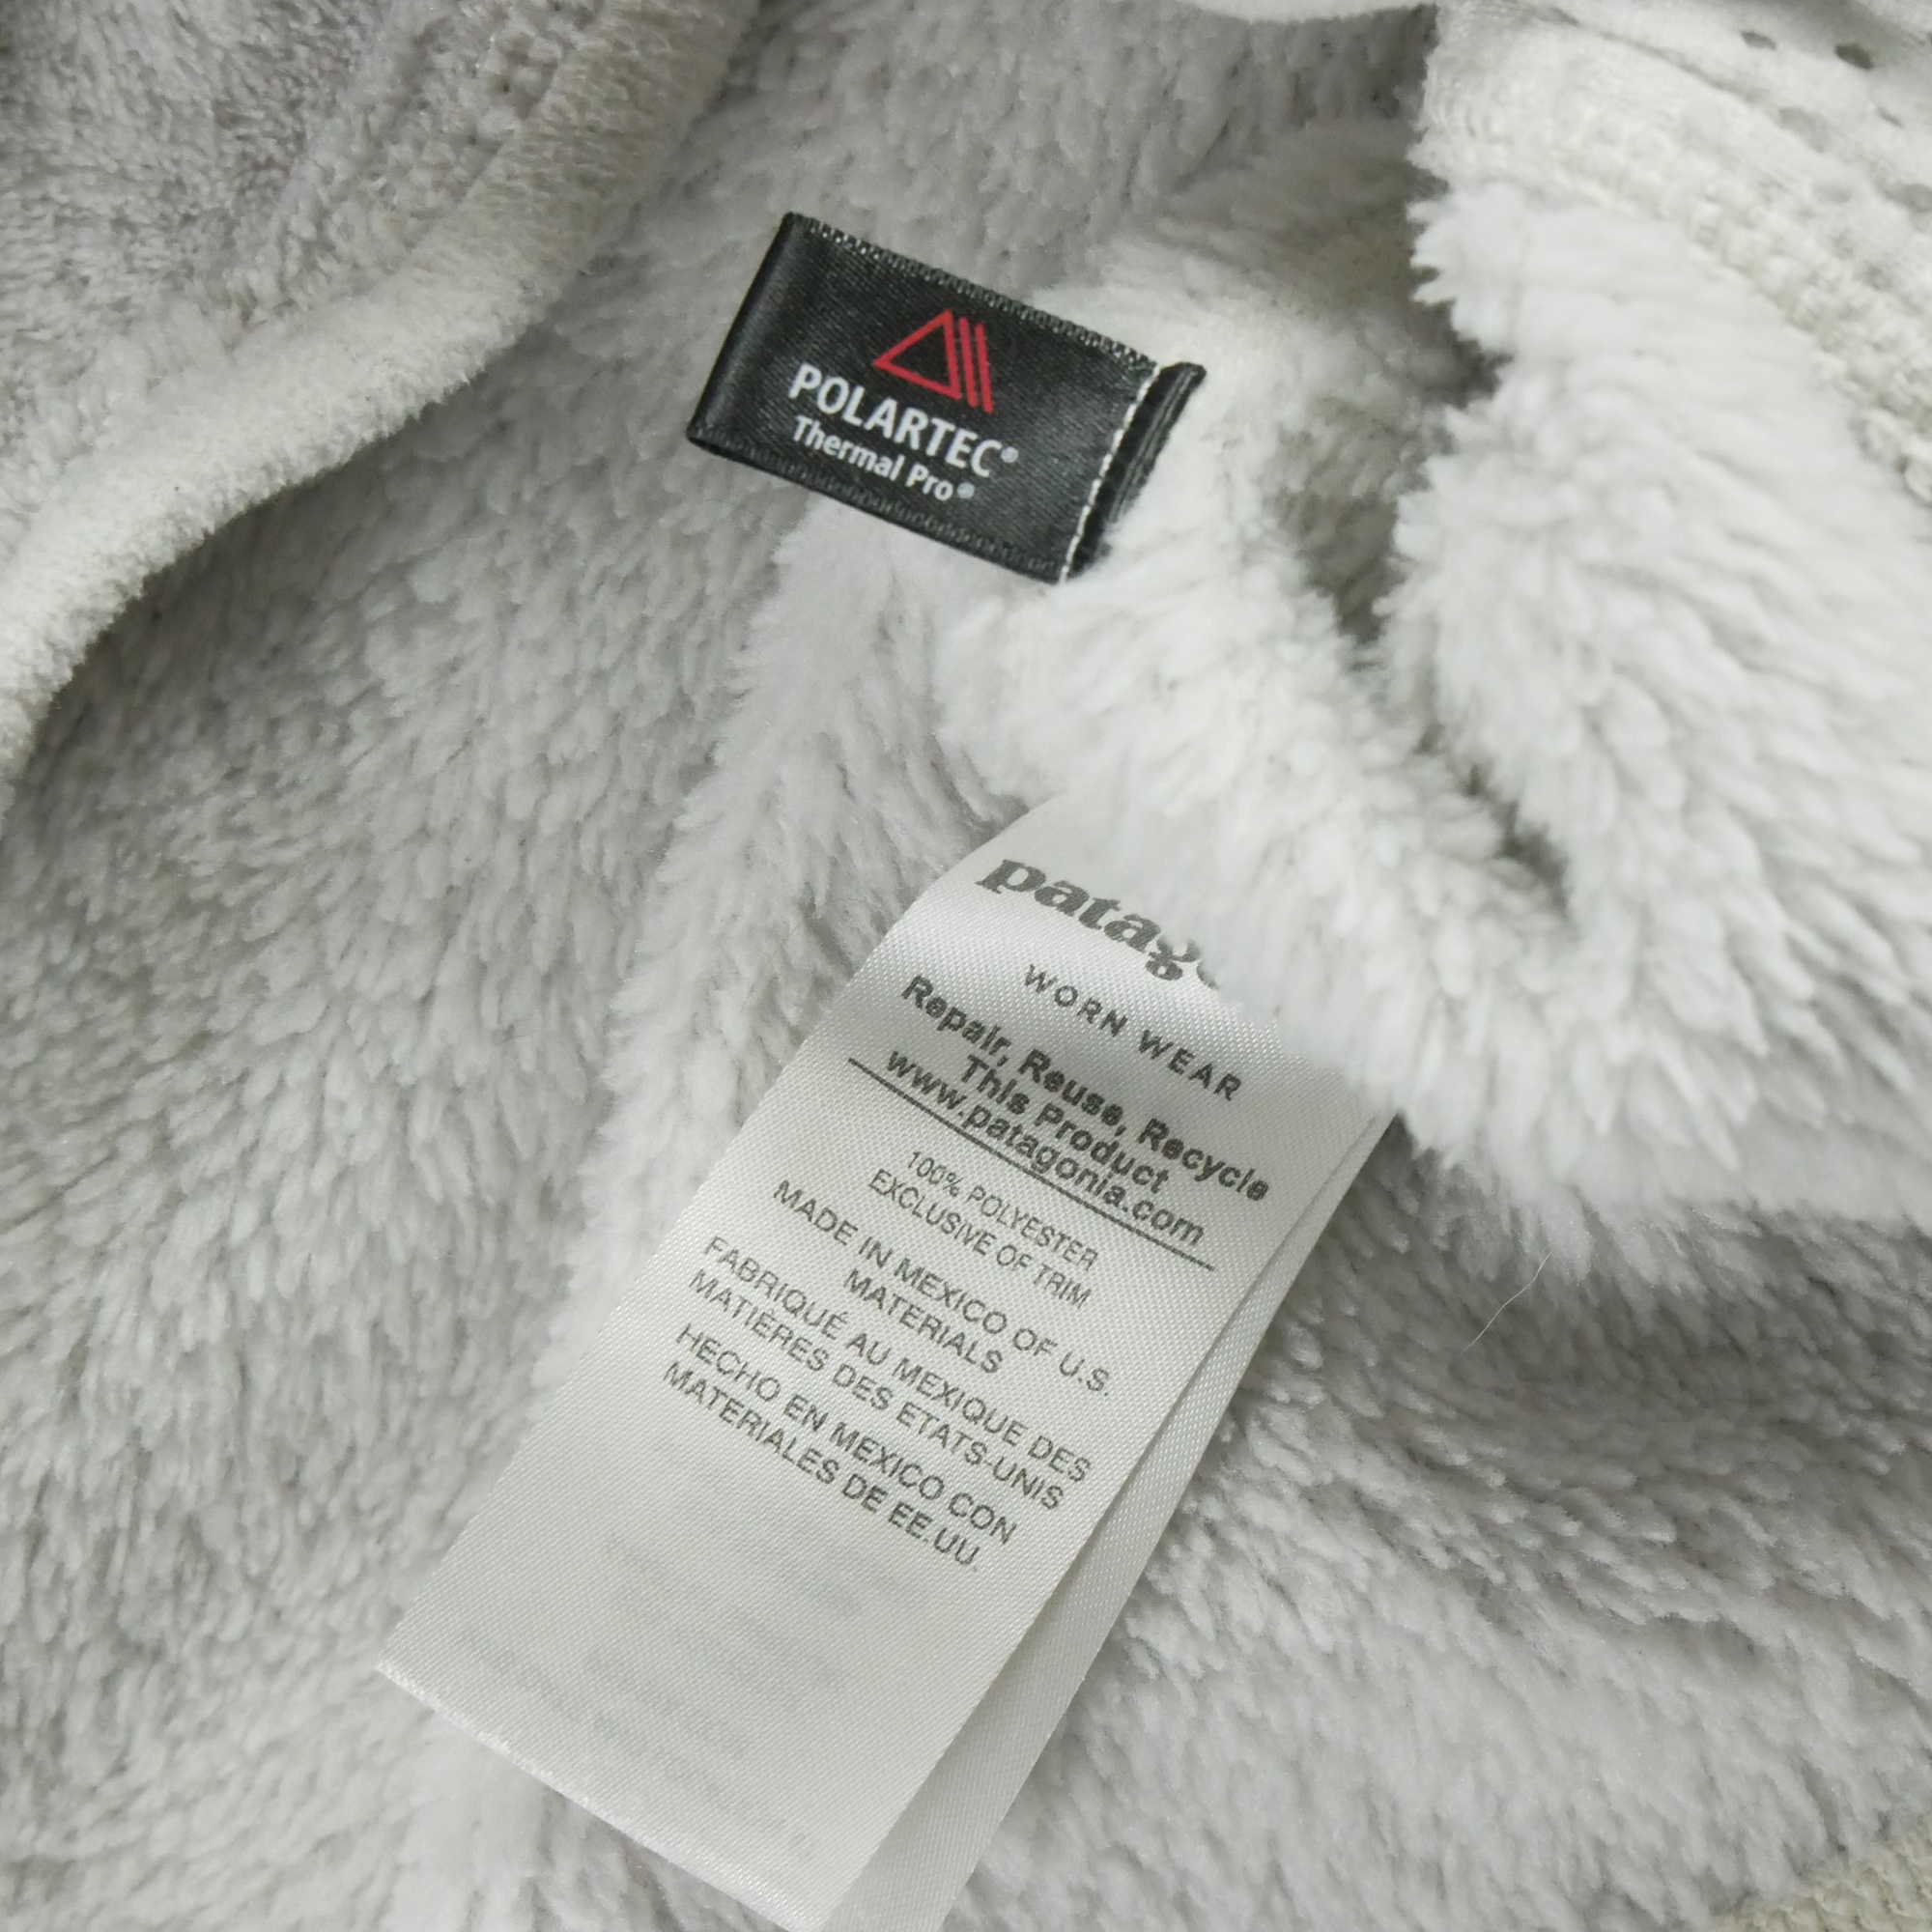 POLARTEC®
Thermal Pro®
patag
WORN WEAR
Repair, Reuse, Recycle
This Product
www.patagonia.com
100% POLYESTER
EXCLUSIVE OF TRIM
MADE IN MEXICO OF U.S.
MATERIALS
FABRIQUÉ AU MEXIQUE DES
MATIÈRES DES ETATS-UNIS
HECHO EN MEXICO CON
MATERIALES DE EE.UU.